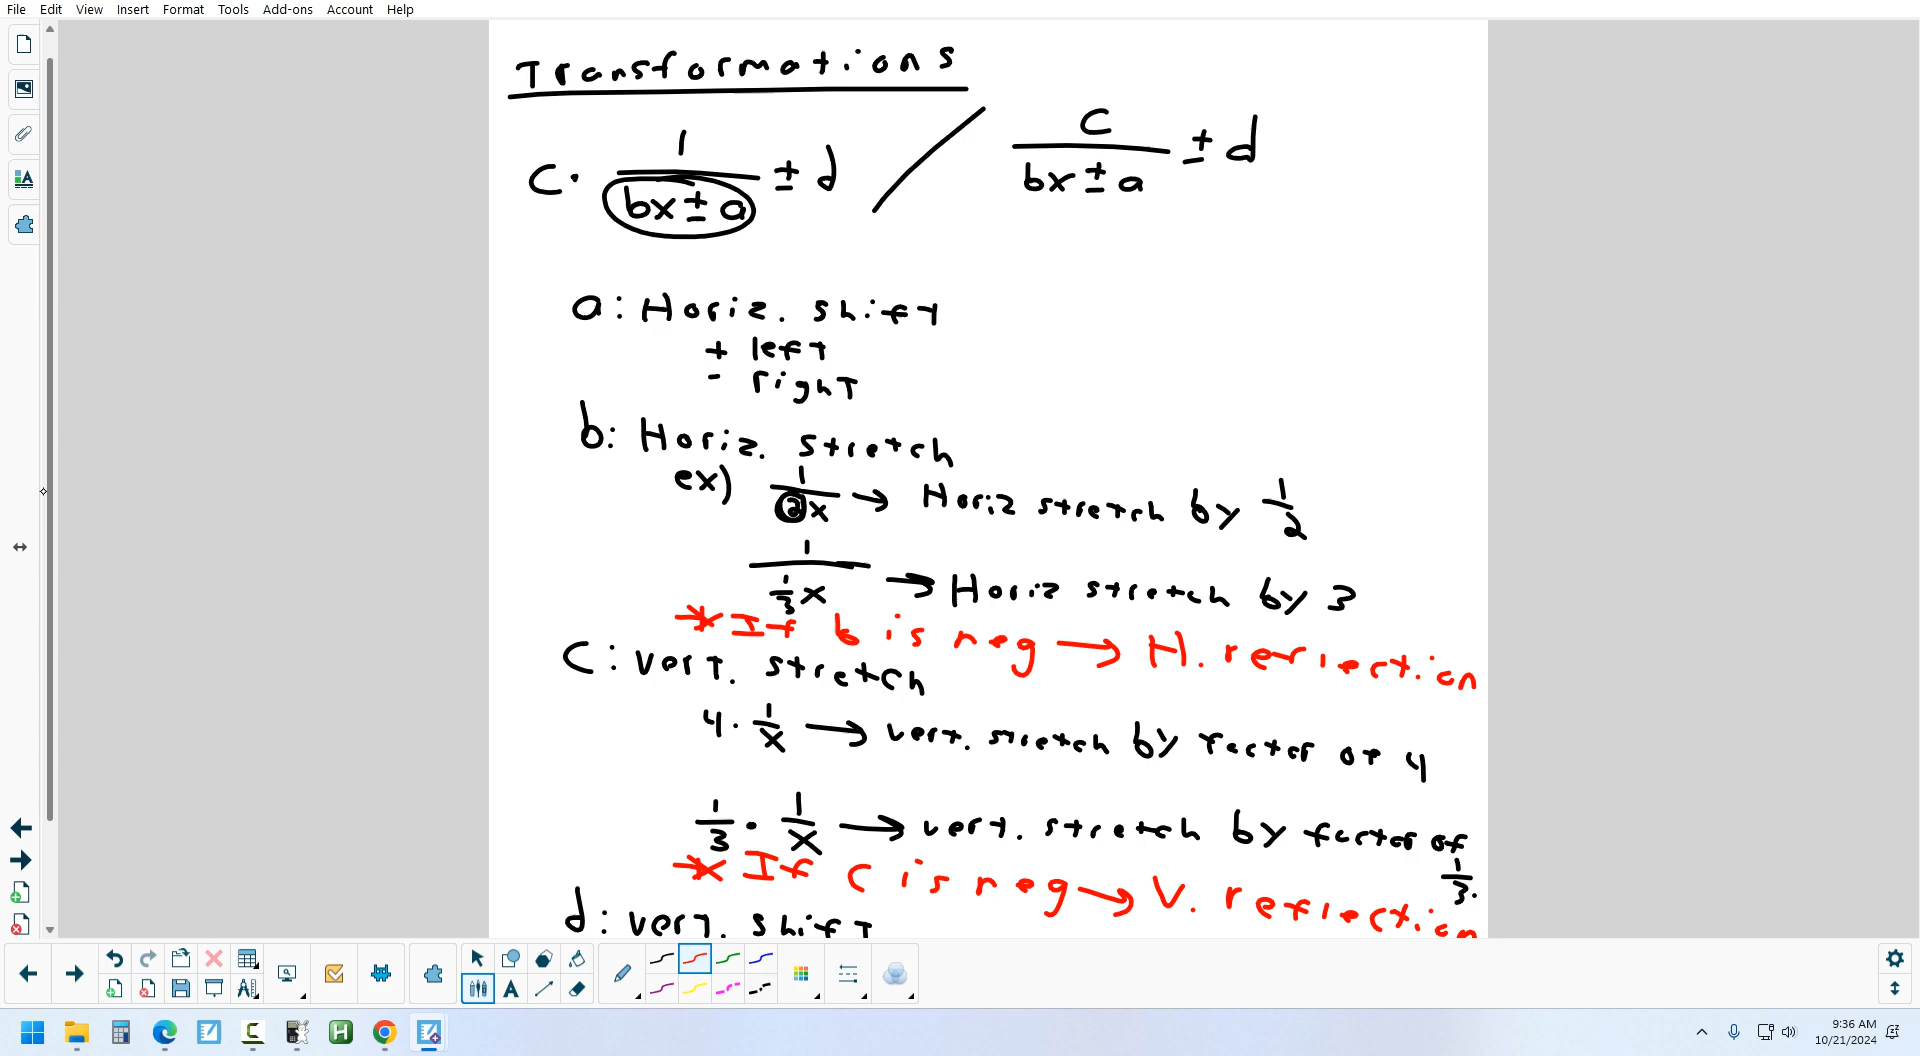 File Edit View Insert Format Tools Add-ons Account Help
Transformations
c · 1/(bx ± a) ± d / c/(bx ± a) ± d
a: Horiz. shift
+ left
- right
b: Horiz. stretch
ex) 1/(2x) → Horiz stretch by 1/2
1/(1/3 x) → Horiz stretch by 3
* If b is neg → H. reflection
c: vert. stretch
4 · 1/x → vert. stretch by factor of 4
1/3 · 1/x → vert. stretch by factor of 1/3.
* If c is neg → V. reflection
d: vert. shift
9:36 AM
10/21/2024